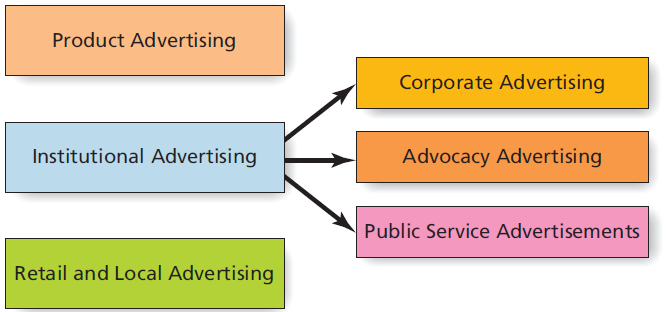 Product Advertising
Corporate Advertising
Institutional Advertising
Advocacy Advertising
Public Service Advertisements
Retail and Local Advertising